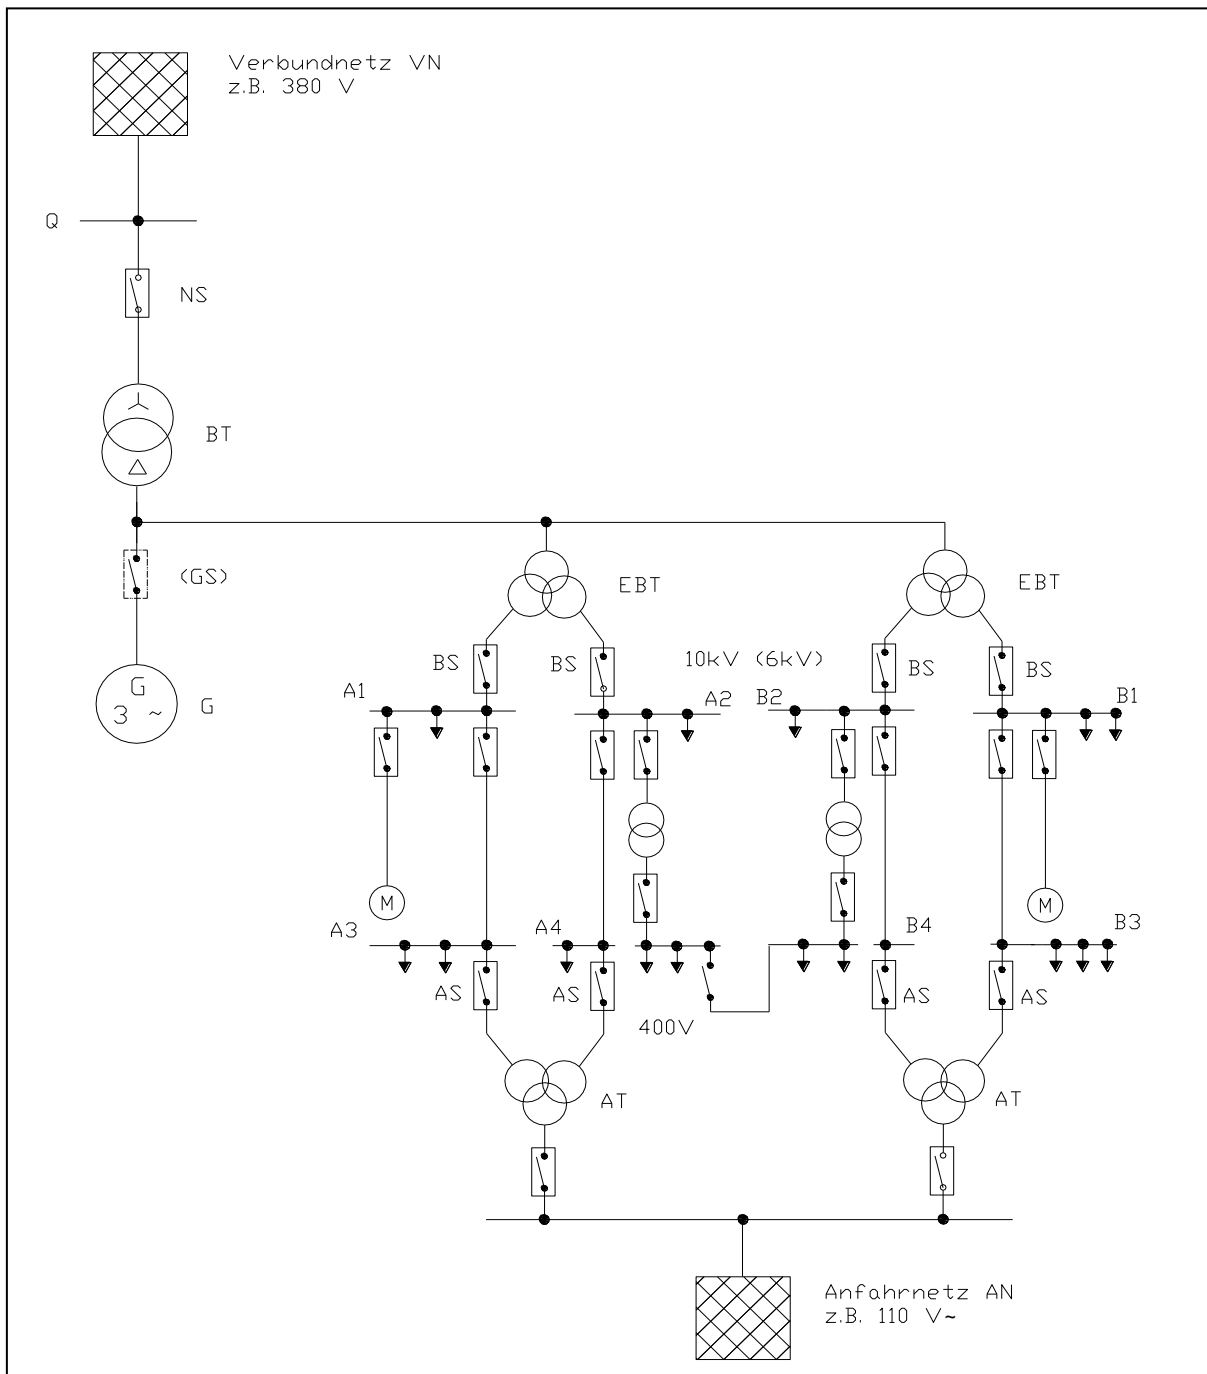 Verbundnetz VN
z.B. 380 V
Q
NS
BT
(GS)
EBT
EBT
BS
BS
10kV (6kV)
BS
BS
G
3 ~
G
A1
A2
B2
B1
M
M
A3
A4
B4
B3
AS
AS
AS
AS
400V
AT
AT
Anfahrnetz AN
z.B. 110 V~